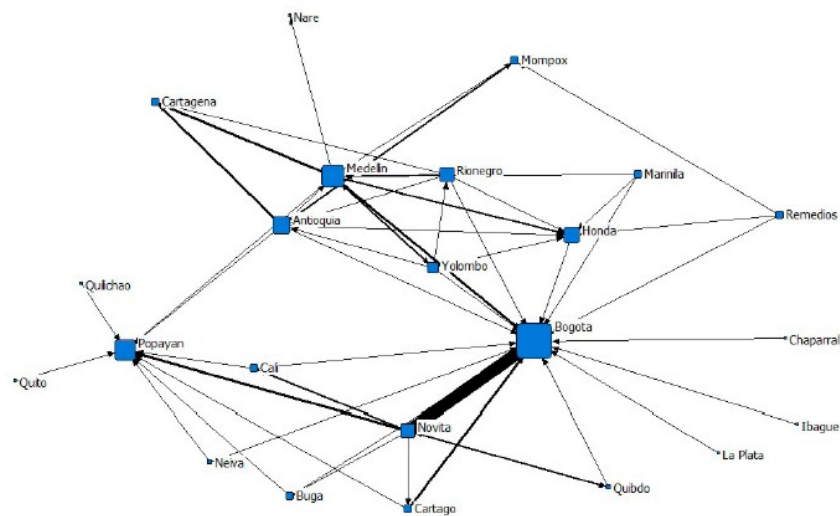 Nare
Mompox
Cartagena
Medelin
Rionegro
Marinila
Remedios
Antioquia
Honda
Yolombo
Quilchao
Bogota
Chaparral
Popayan
Cali
Quito
Ibague
Novita
La Plata
Neiva
Quibdo
Buga
Cartago